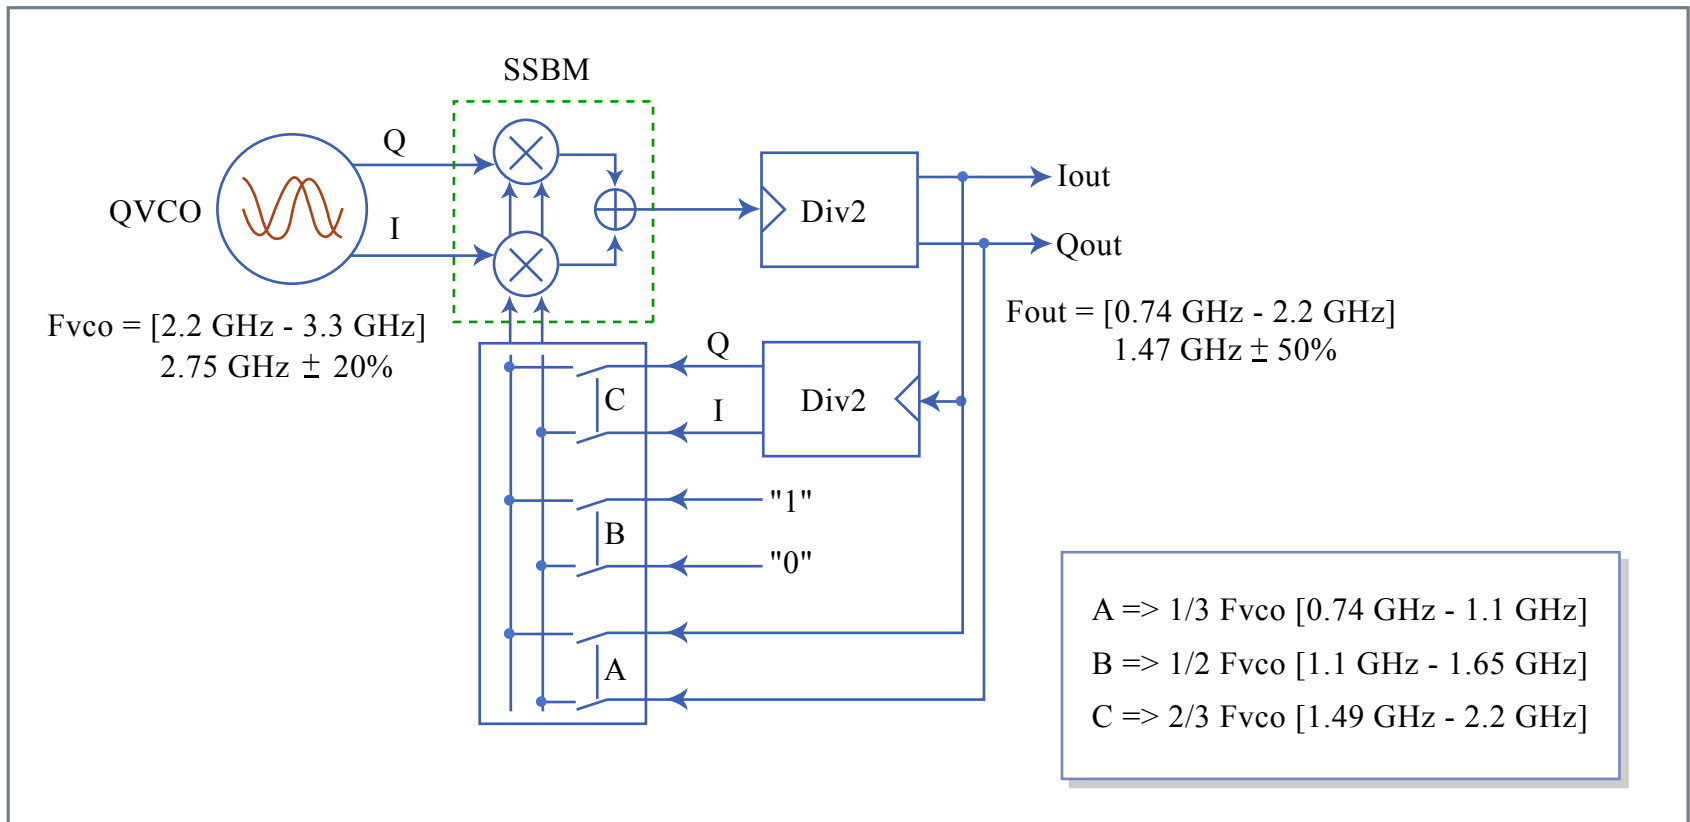 SSBM
Q
QVCO
I
Div2
Iout
Qout
Fvco = [2.2 GHz - 3.3 GHz]
2.75 GHz ± 20%
Fout = [0.74 GHz - 2.2 GHz]
1.47 GHz ± 50%
Q
C
I
Div2
"1"
B
"0"
A
A => 1/3 Fvco [0.74 GHz - 1.1 GHz]
B => 1/2 Fvco [1.1 GHz - 1.65 GHz]
C => 2/3 Fvco [1.49 GHz - 2.2 GHz]